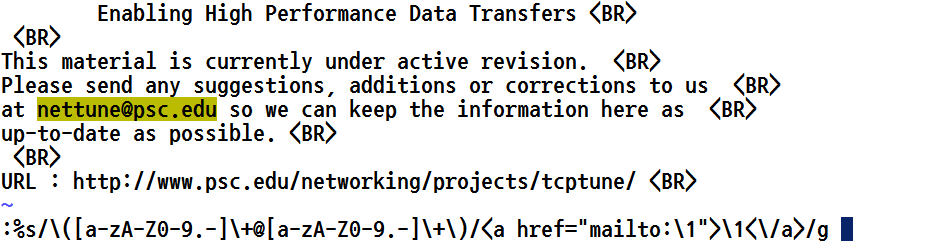 Enabling High Performance Data Transfers <BR>
<BR>
This material is currently under active revision.  <BR>
Please send any suggestions, additions or corrections to us  <BR>
at nettune@psc.edu so we can keep the information here as  <BR>
up-to-date as possible. <BR>
<BR>
URL : http://www.psc.edu/networking/projects/tcptune/ <BR>
~
:%s/\([a-zA-Z0-9.-]\+@[a-zA-Z0-9.-]\+\)/<a href="mailto:\1">\1<\/a>/g